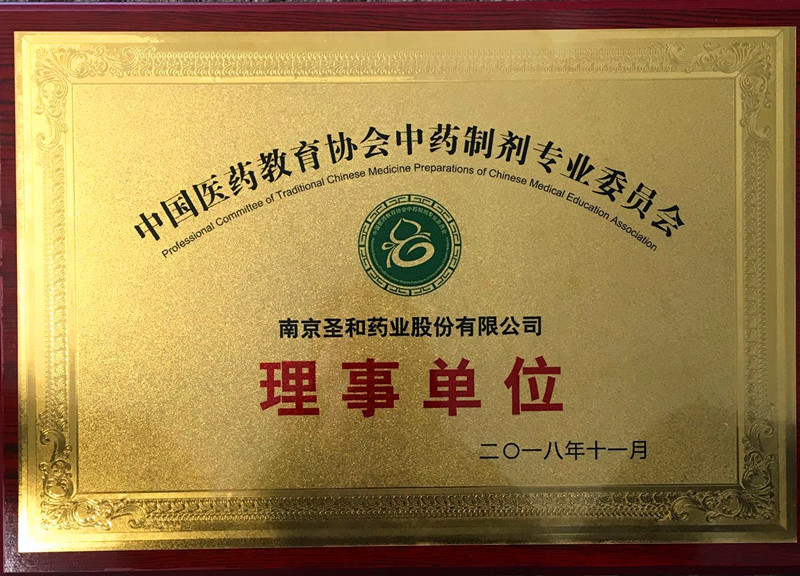 中国医药教育协会中药制剂专业委员会
Professional Committee of Traditional Chinese Medicine Preparations of Chinese Medical Education Association
南京圣和药业股份有限公司
理事单位
二〇一八年十一月